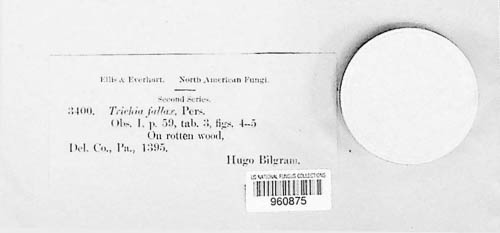 Ellis & Everhart. North American Fungi.
Second Series.
3400. Trichia fallax, Pers.
Obs. I, p. 59, tab. 3, figs. 4–5
On rotten wood,
Del. Co., Pa., 1395.
Hugo Bilgram.
US NATIONAL FUNGUS COLLECTIONS
960875